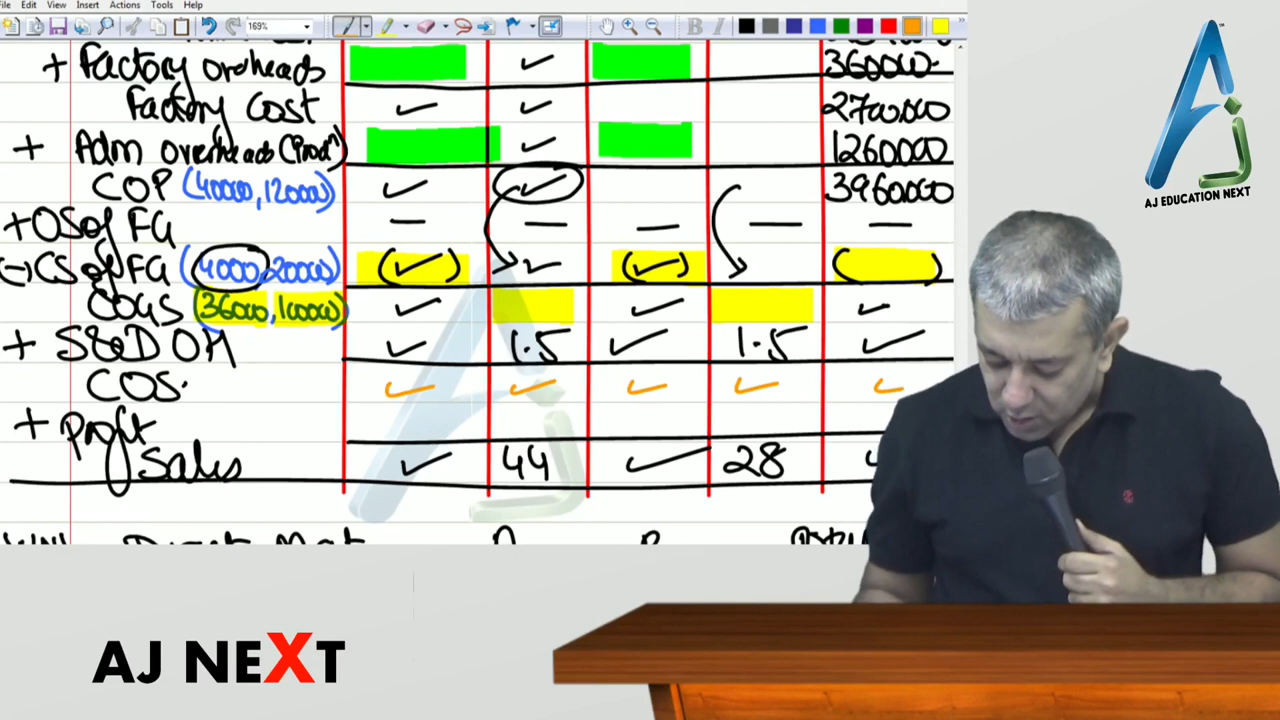 File Edit View Insert Actions Tools Help
169%
B I
+ Factory overheads ✓ 360000
Factory Cost ✓ ✓ 2700000
+ Adm overheads (Prodn) ✓ 1260000
COP (40000, 120000) ✓ ✓ 3960000
+ OS of FG — — — — —
(-) CS of FG (4000, 20000) (✓) ✓ (✓) ( )
COGS (36000, 100000) ✓ ✓ ✓
+ S&D OH ✓ 1.5 ✓ 1.5 ✓
COS ✓ ✓ ✓ ✓ ✓
+ Profit
Sales ✓ 44 ✓ 28
AJ EDUCATION NEXT
AJ NEXT